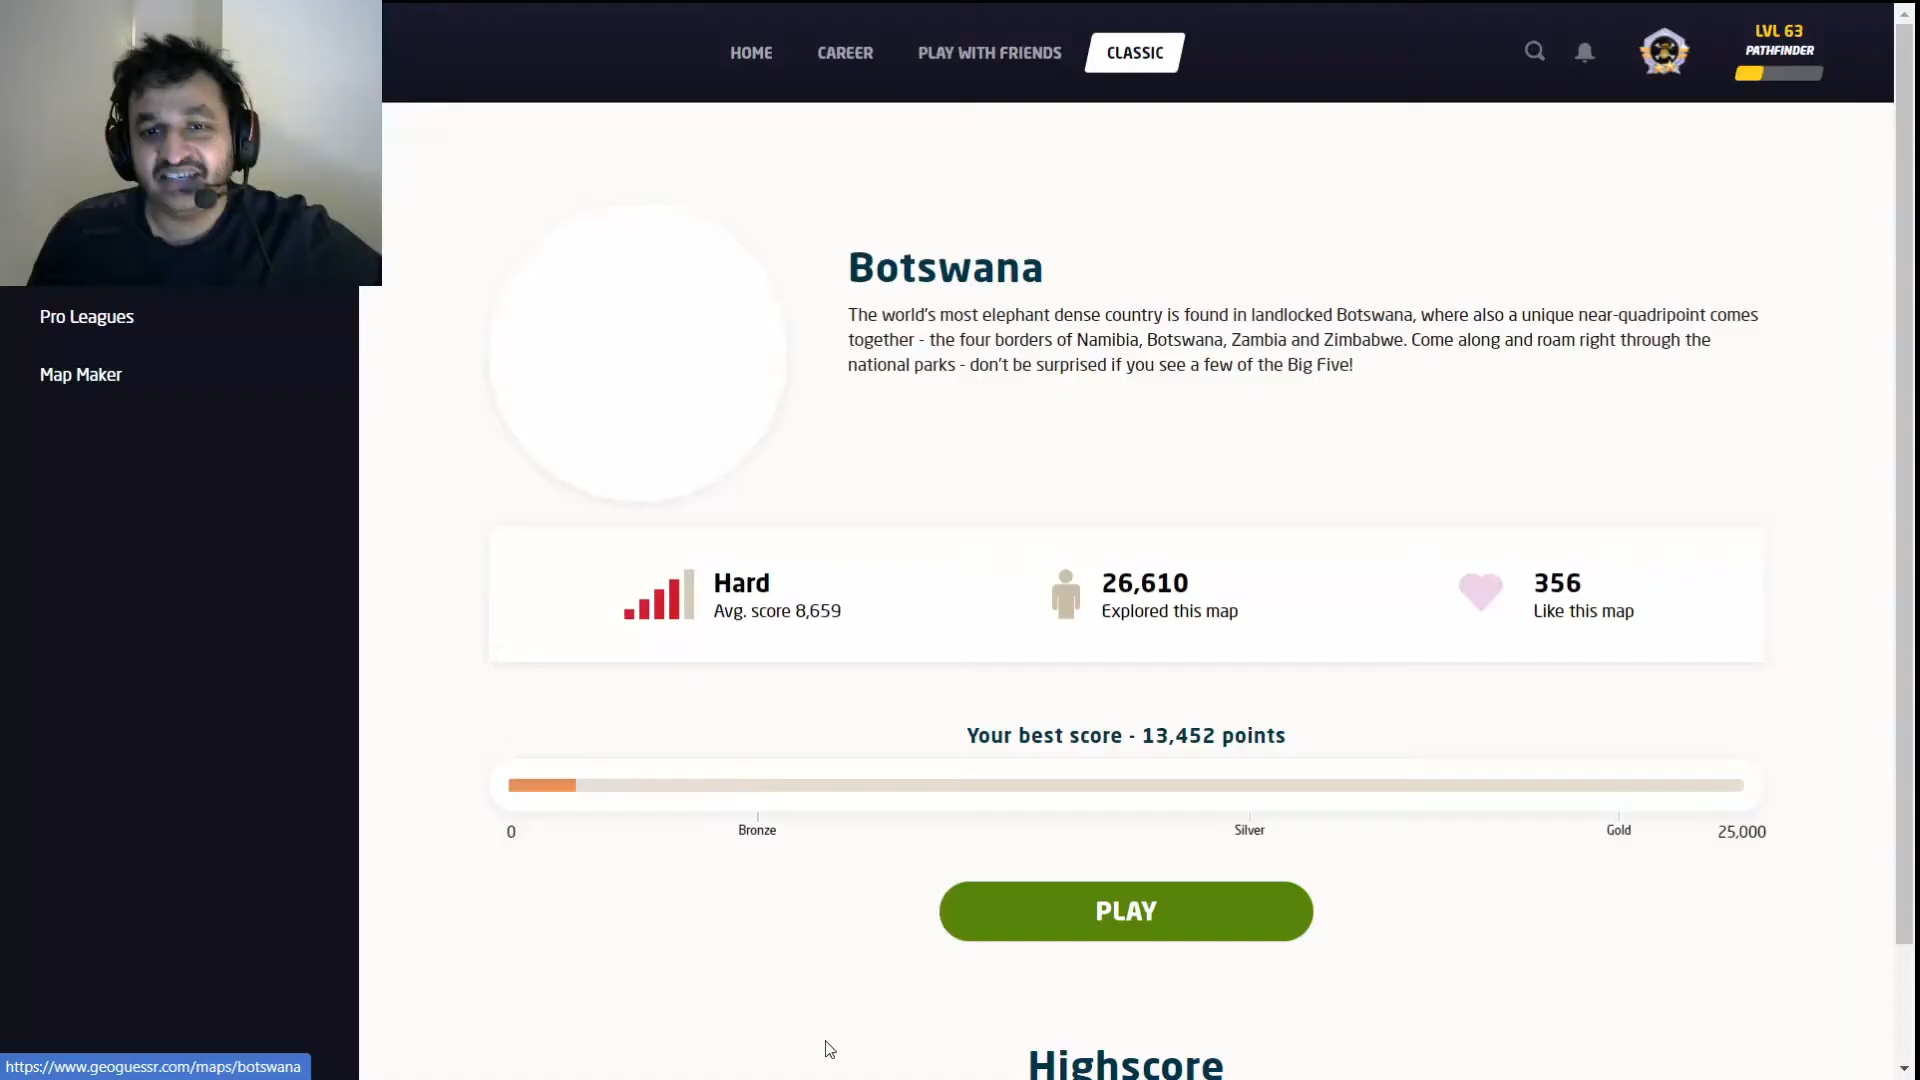 HOME
CAREER
PLAY WITH FRIENDS
CLASSIC
LVL 63
PATHFINDER
Pro Leagues
Map Maker
Botswana
The world's most elephant dense country is found in landlocked Botswana, where also a unique near-quadripoint comes
together - the four borders of Namibia, Botswana, Zambia and Zimbabwe. Come along and roam right through the
national parks - don't be surprised if you see a few of the Big Five!
Hard
Avg. score 8,659
26,610
Explored this map
356
Like this map
Your best score - 13,452 points
0
Bronze
Silver
Gold
25,000
PLAY
Highscore
https://www.geoguessr.com/maps/botswana